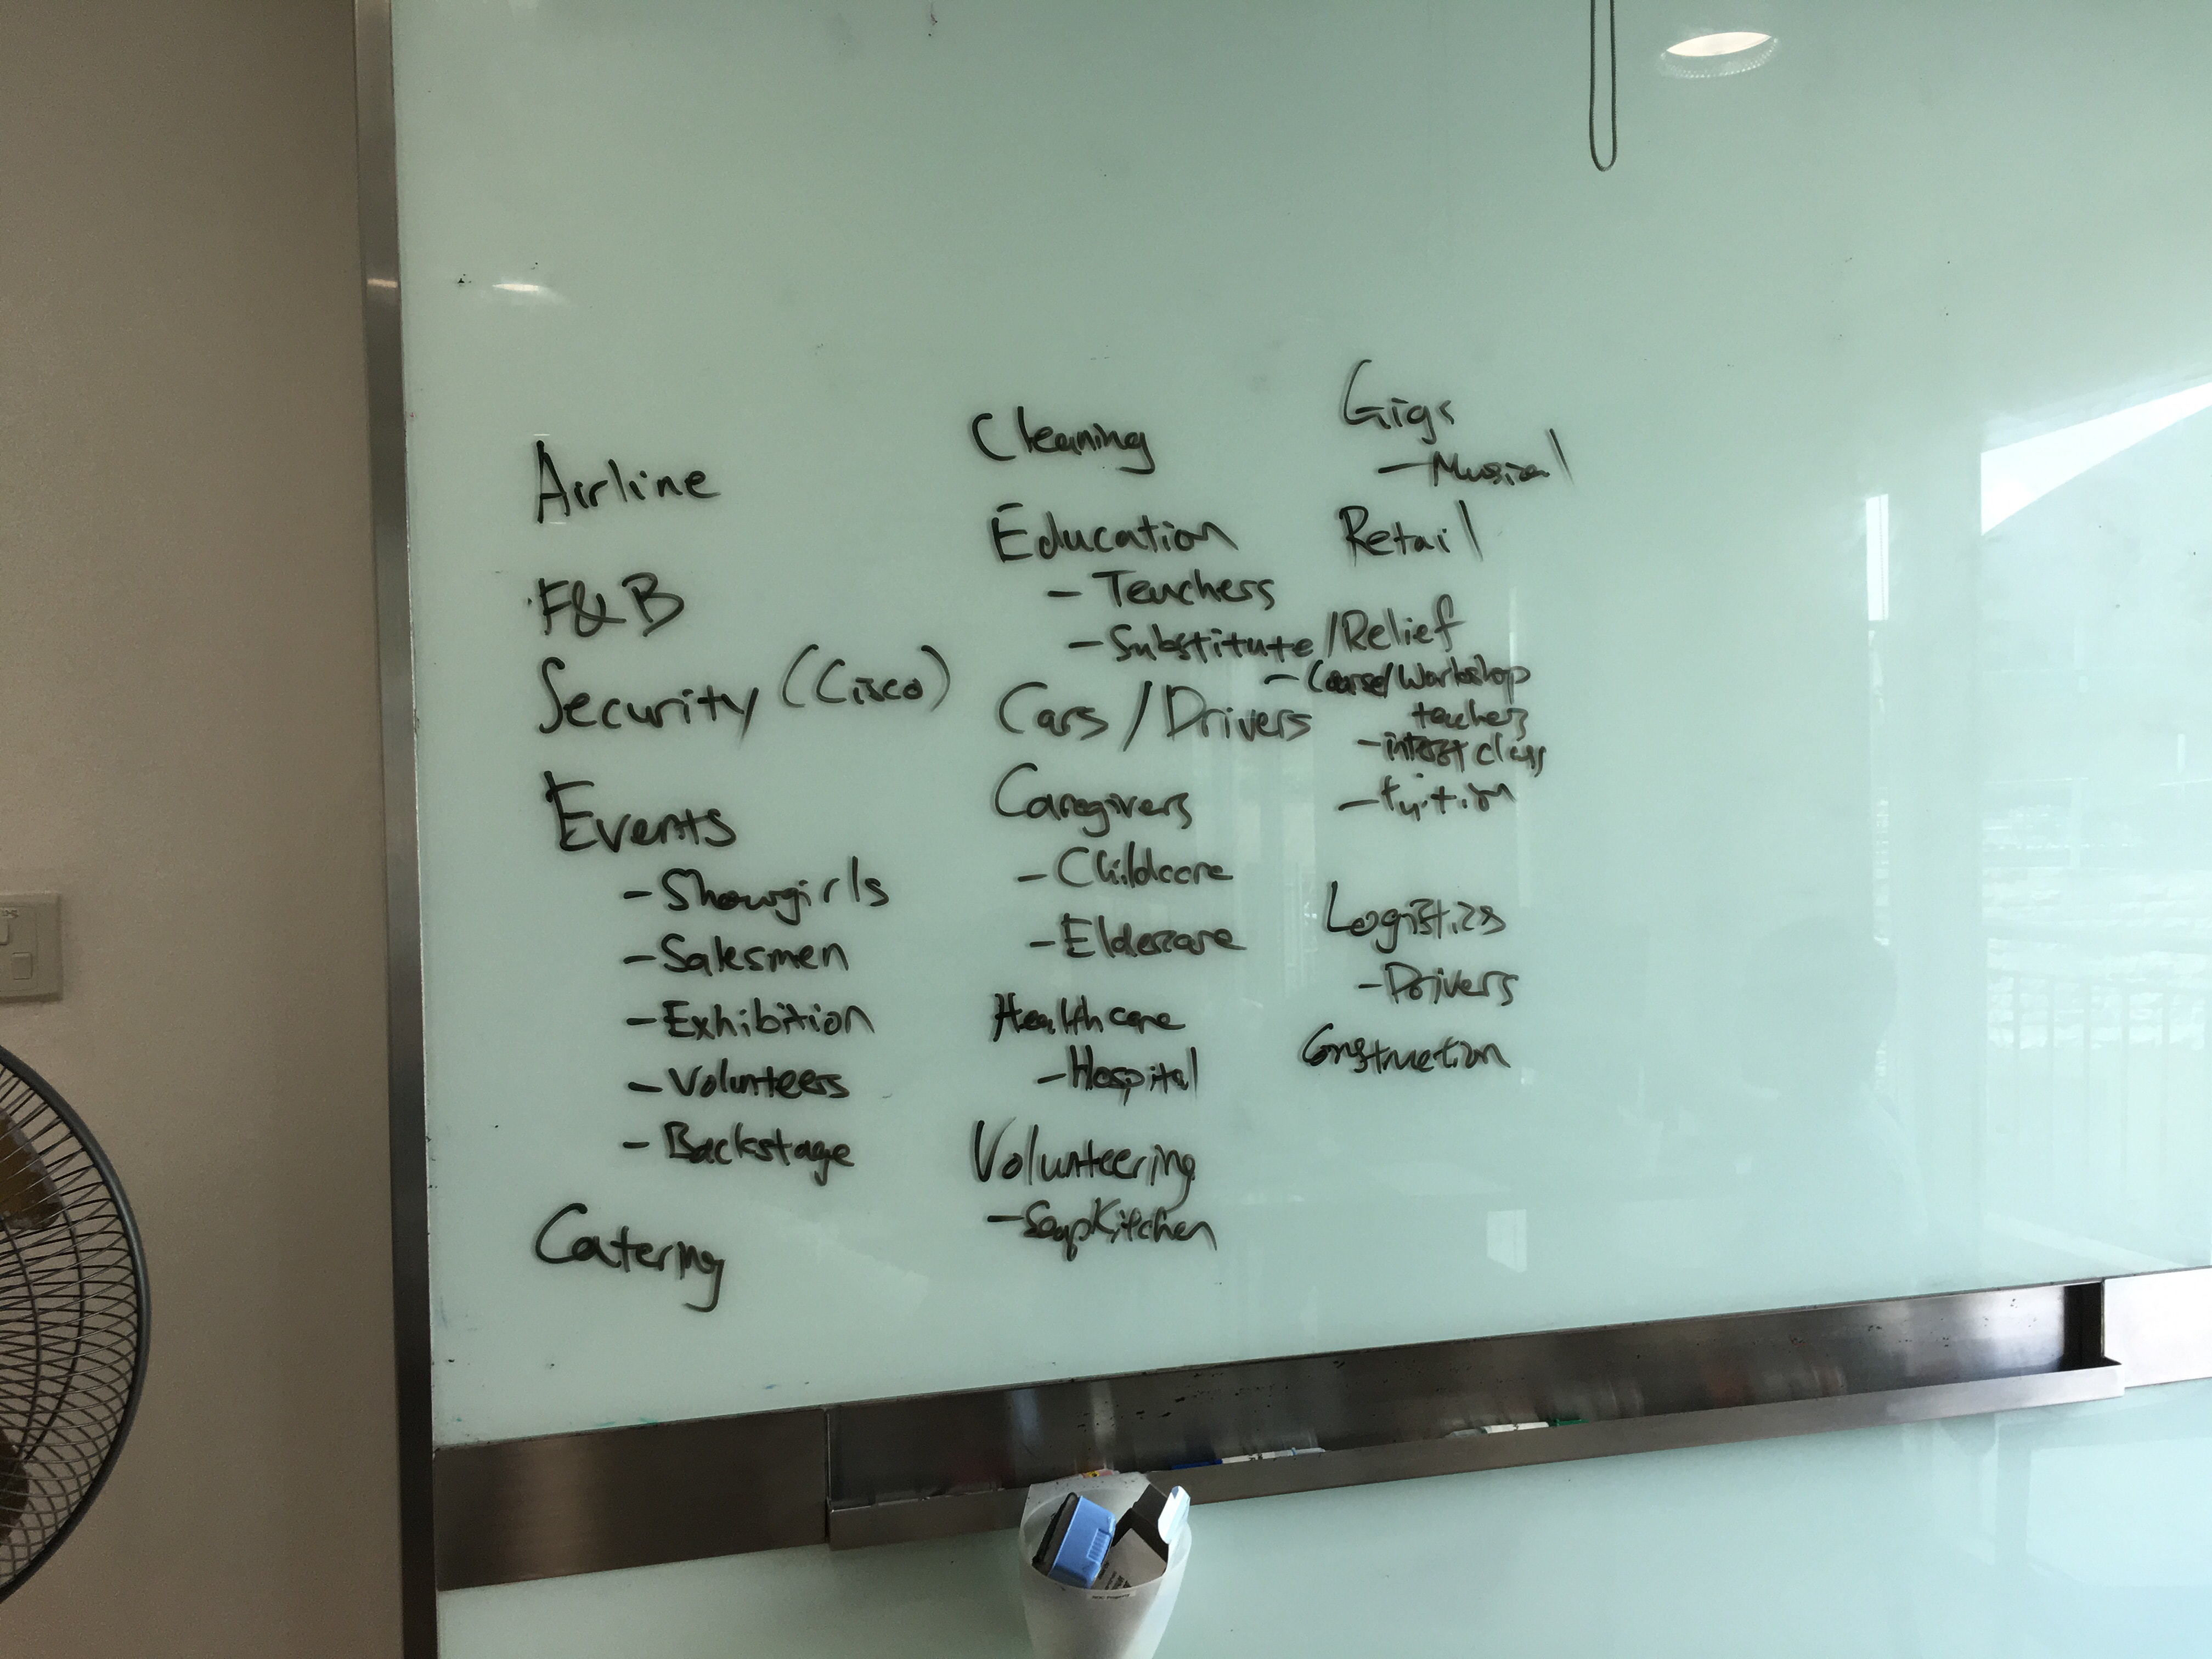 Airline
F&B
Security (Cisco)
Events
- Showgirls
- Salesmen
- Exhibition
- Volunteers
- Backstage
Catering
Cleaning
Education
- Teachers
- Substitute/Relief
- Course/Workshop
teachers
- interest class
- tuition
Cars/Drivers
Caregivers
- Childcare
- Eldercare
Healthcare
- Hospital
Volunteering
- Soup Kitchen
Gigs
- Musical
Retail
Logistics
- Drivers
Construction